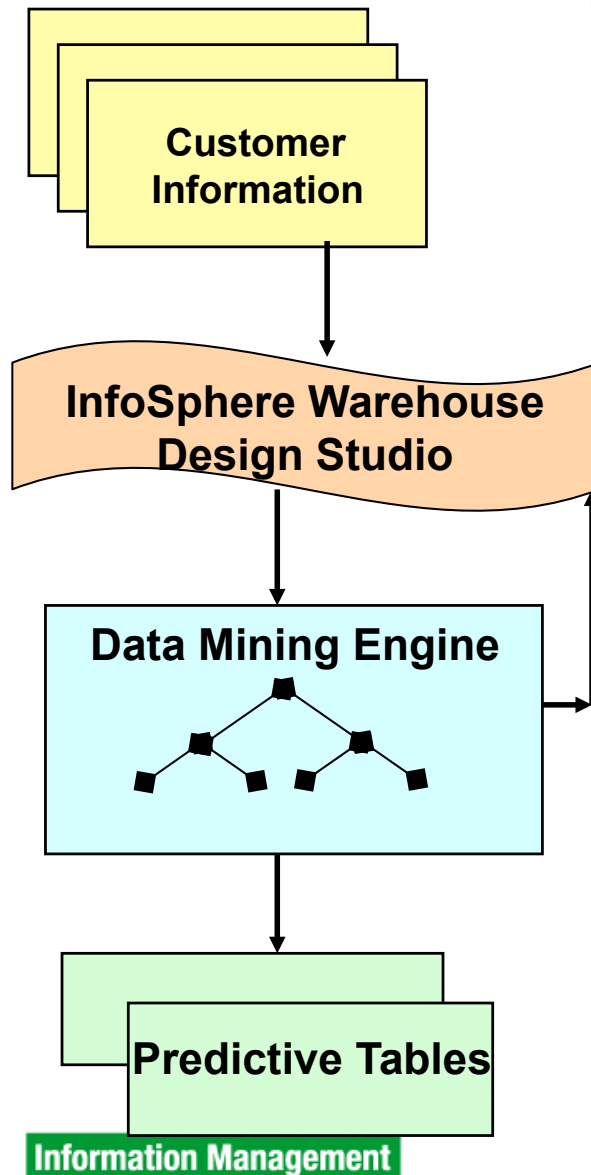 Customer
Information
InfoSphere Warehouse
Design Studio
Data Mining Engine
Predictive Tables
Information Management